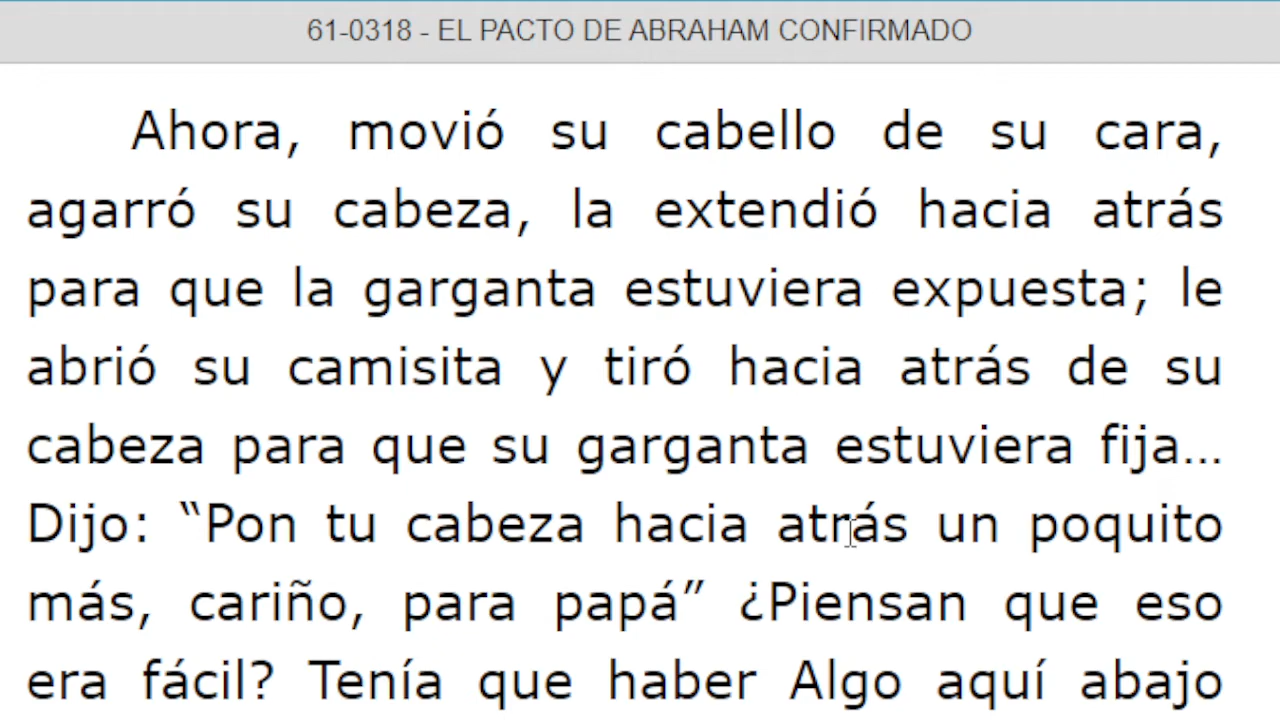 61-0318 - EL PACTO DE ABRAHAM CONFIRMADO
Ahora, movió su cabello de su cara,
agarró su cabeza, la extendió hacia atrás
para que la garganta estuviera expuesta; le
abrió su camisita y tiró hacia atrás de su
cabeza para que su garganta estuviera fija...
Dijo: “Pon tu cabeza hacia atrás un poquito
más, cariño, para papá” ¿Piensan que eso
era fácil? Tenía que haber Algo aquí abajo